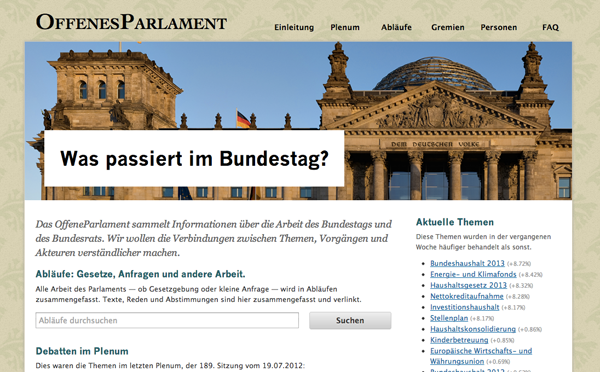 OffenesParlament
Einleitung Plenum Abläufe Gremien Personen FAQ
DEM DEUTSCHEN VOLKE
Was passiert im Bundestag?
Das OffeneParlament sammelt Informationen über die Arbeit des Bundestags und
des Bundesrats. Wir wollen die Verbindungen zwischen Themen, Vorgängen und
Akteuren verständlicher machen.
Abläufe: Gesetze, Anfragen und andere Arbeit.
Alle Arbeit des Parlaments — ob Gesetzgebung oder kleine Anfrage — wird in Abläufen
zusammengefasst. Texte, Reden und Abstimmungen sind hier zusammengefasst und verlinkt.
Abläufe durchsuchen
Suchen
Debatten im Plenum
Dies waren die Themen im letzten Plenum, der 189. Sitzung vom 19.07.2012:
Aktuelle Themen
Diese Themen wurden in der vergangenen
Woche häufiger behandelt als sonst.
Bundeshaushalt 2013 (+8.72%)
Energie- und Klimafonds (+8.42%)
Haushaltsgesetz 2013 (+8.32%)
Nettokreditaufnahme (+8.28%)
Investitionshaushalt (+8.17%)
Stellenplan (+8.17%)
Haushaltskonsolidierung (+0.86%)
Kinderbetreuung (+0.85%)
Europäische Wirtschafts- und
Währungsunion (+0.69%)